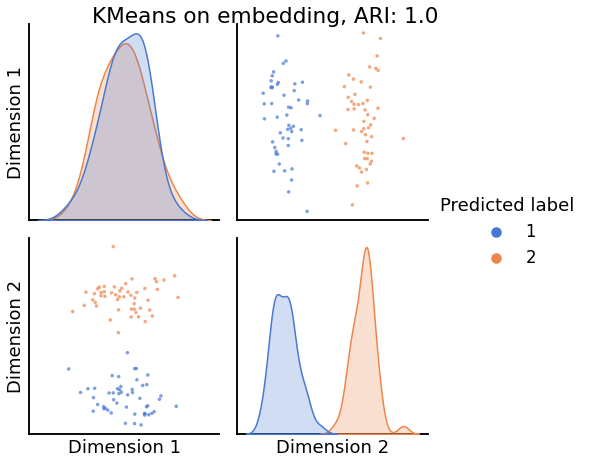 KMeans on embedding, ARI: 1.0
Dimension 1
Predicted label
1
2
Dimension 2
Dimension 1
Dimension 2